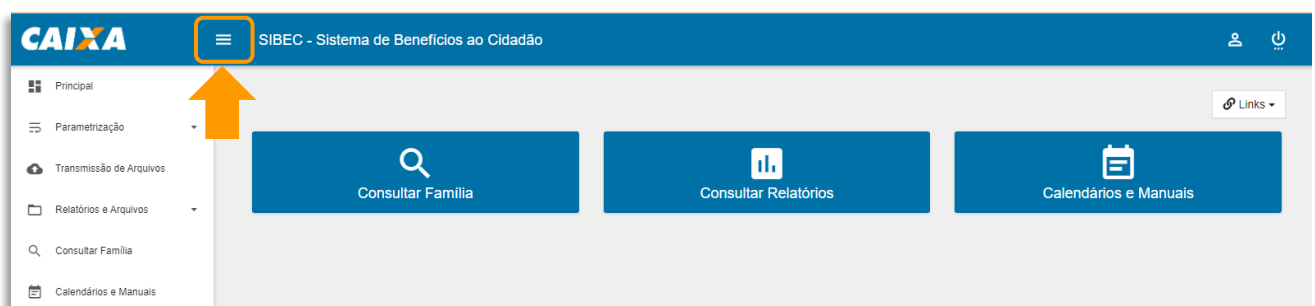 CAIXA
SIBEC - Sistema de Benefícios ao Cidadão
Principal
Parametrização
Transmissão de Arquivos
Relatórios e Arquivos
Consultar Família
Calendários e Manuais
Links
Consultar Família
Consultar Relatórios
Calendários e Manuais